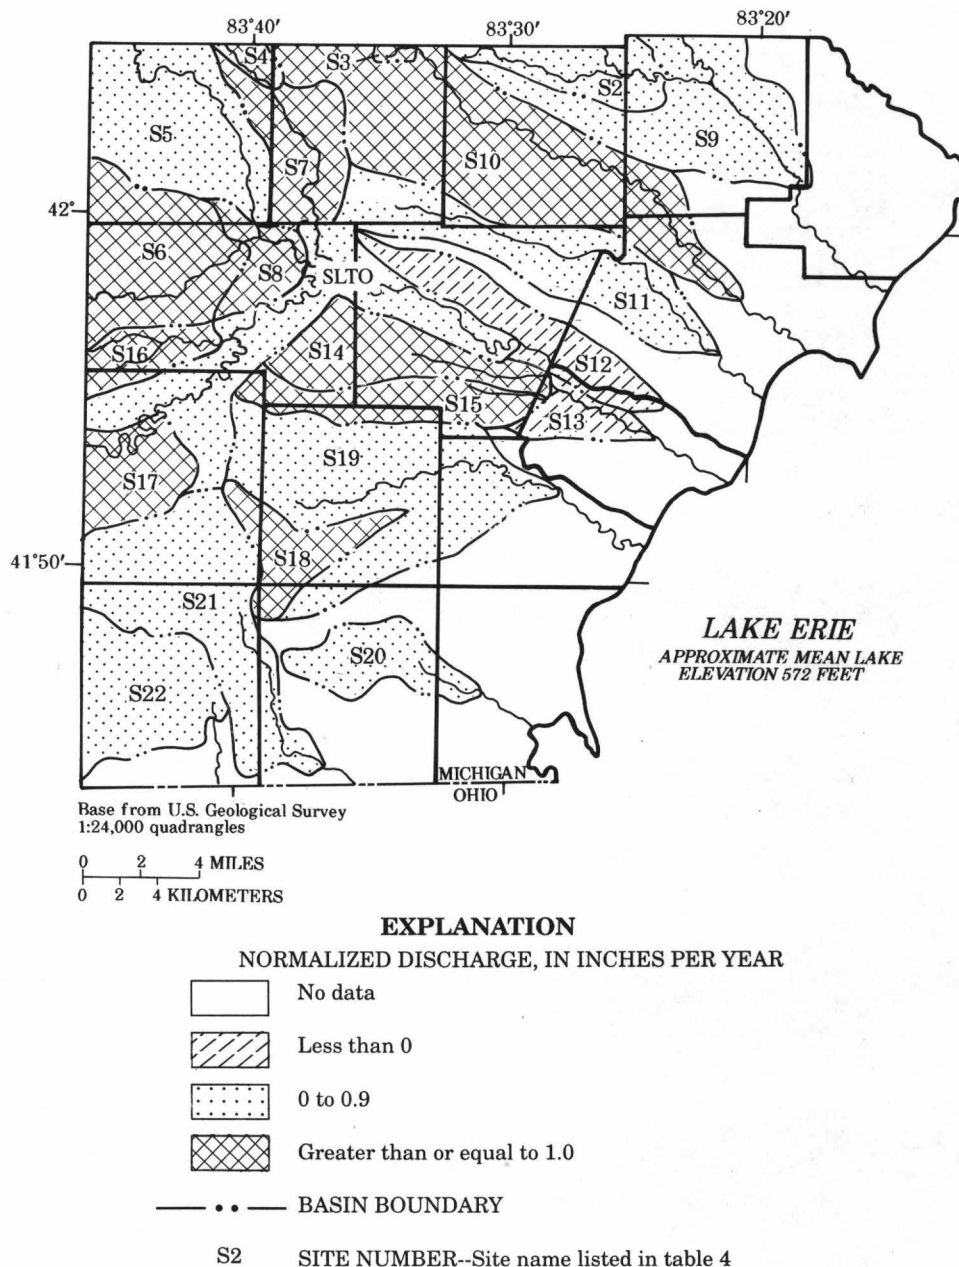 83°40′ 83°30′ 83°20′
S4 S3
S2
S5 S7 S10 S9
42°
S6 S8 SLTO S11
S16 S14 S12
S15 S13
S17 S19
S18
41°50′
S21
S20
S22
LAKE ERIE
APPROXIMATE MEAN LAKE
ELEVATION 572 FEET
MICHIGAN
OHIO
Base from U.S. Geological Survey
1:24,000 quadrangles
0 2 4 MILES
0 2 4 KILOMETERS
EXPLANATION
NORMALIZED DISCHARGE, IN INCHES PER YEAR
No data
Less than 0
0 to 0.9
Greater than or equal to 1.0
BASIN BOUNDARY
S2 SITE NUMBER--Site name listed in table 4